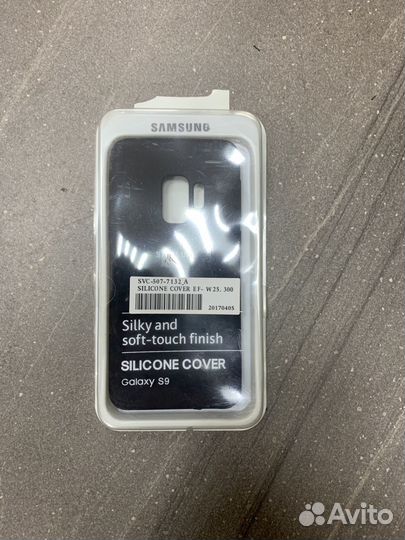 SAMSUNG
SVC-507-7132_A
SILICONE COVER EF- W25. 300
20170405
Silky and
soft-touch finish
SILICONE COVER
Galaxy S9
Avito